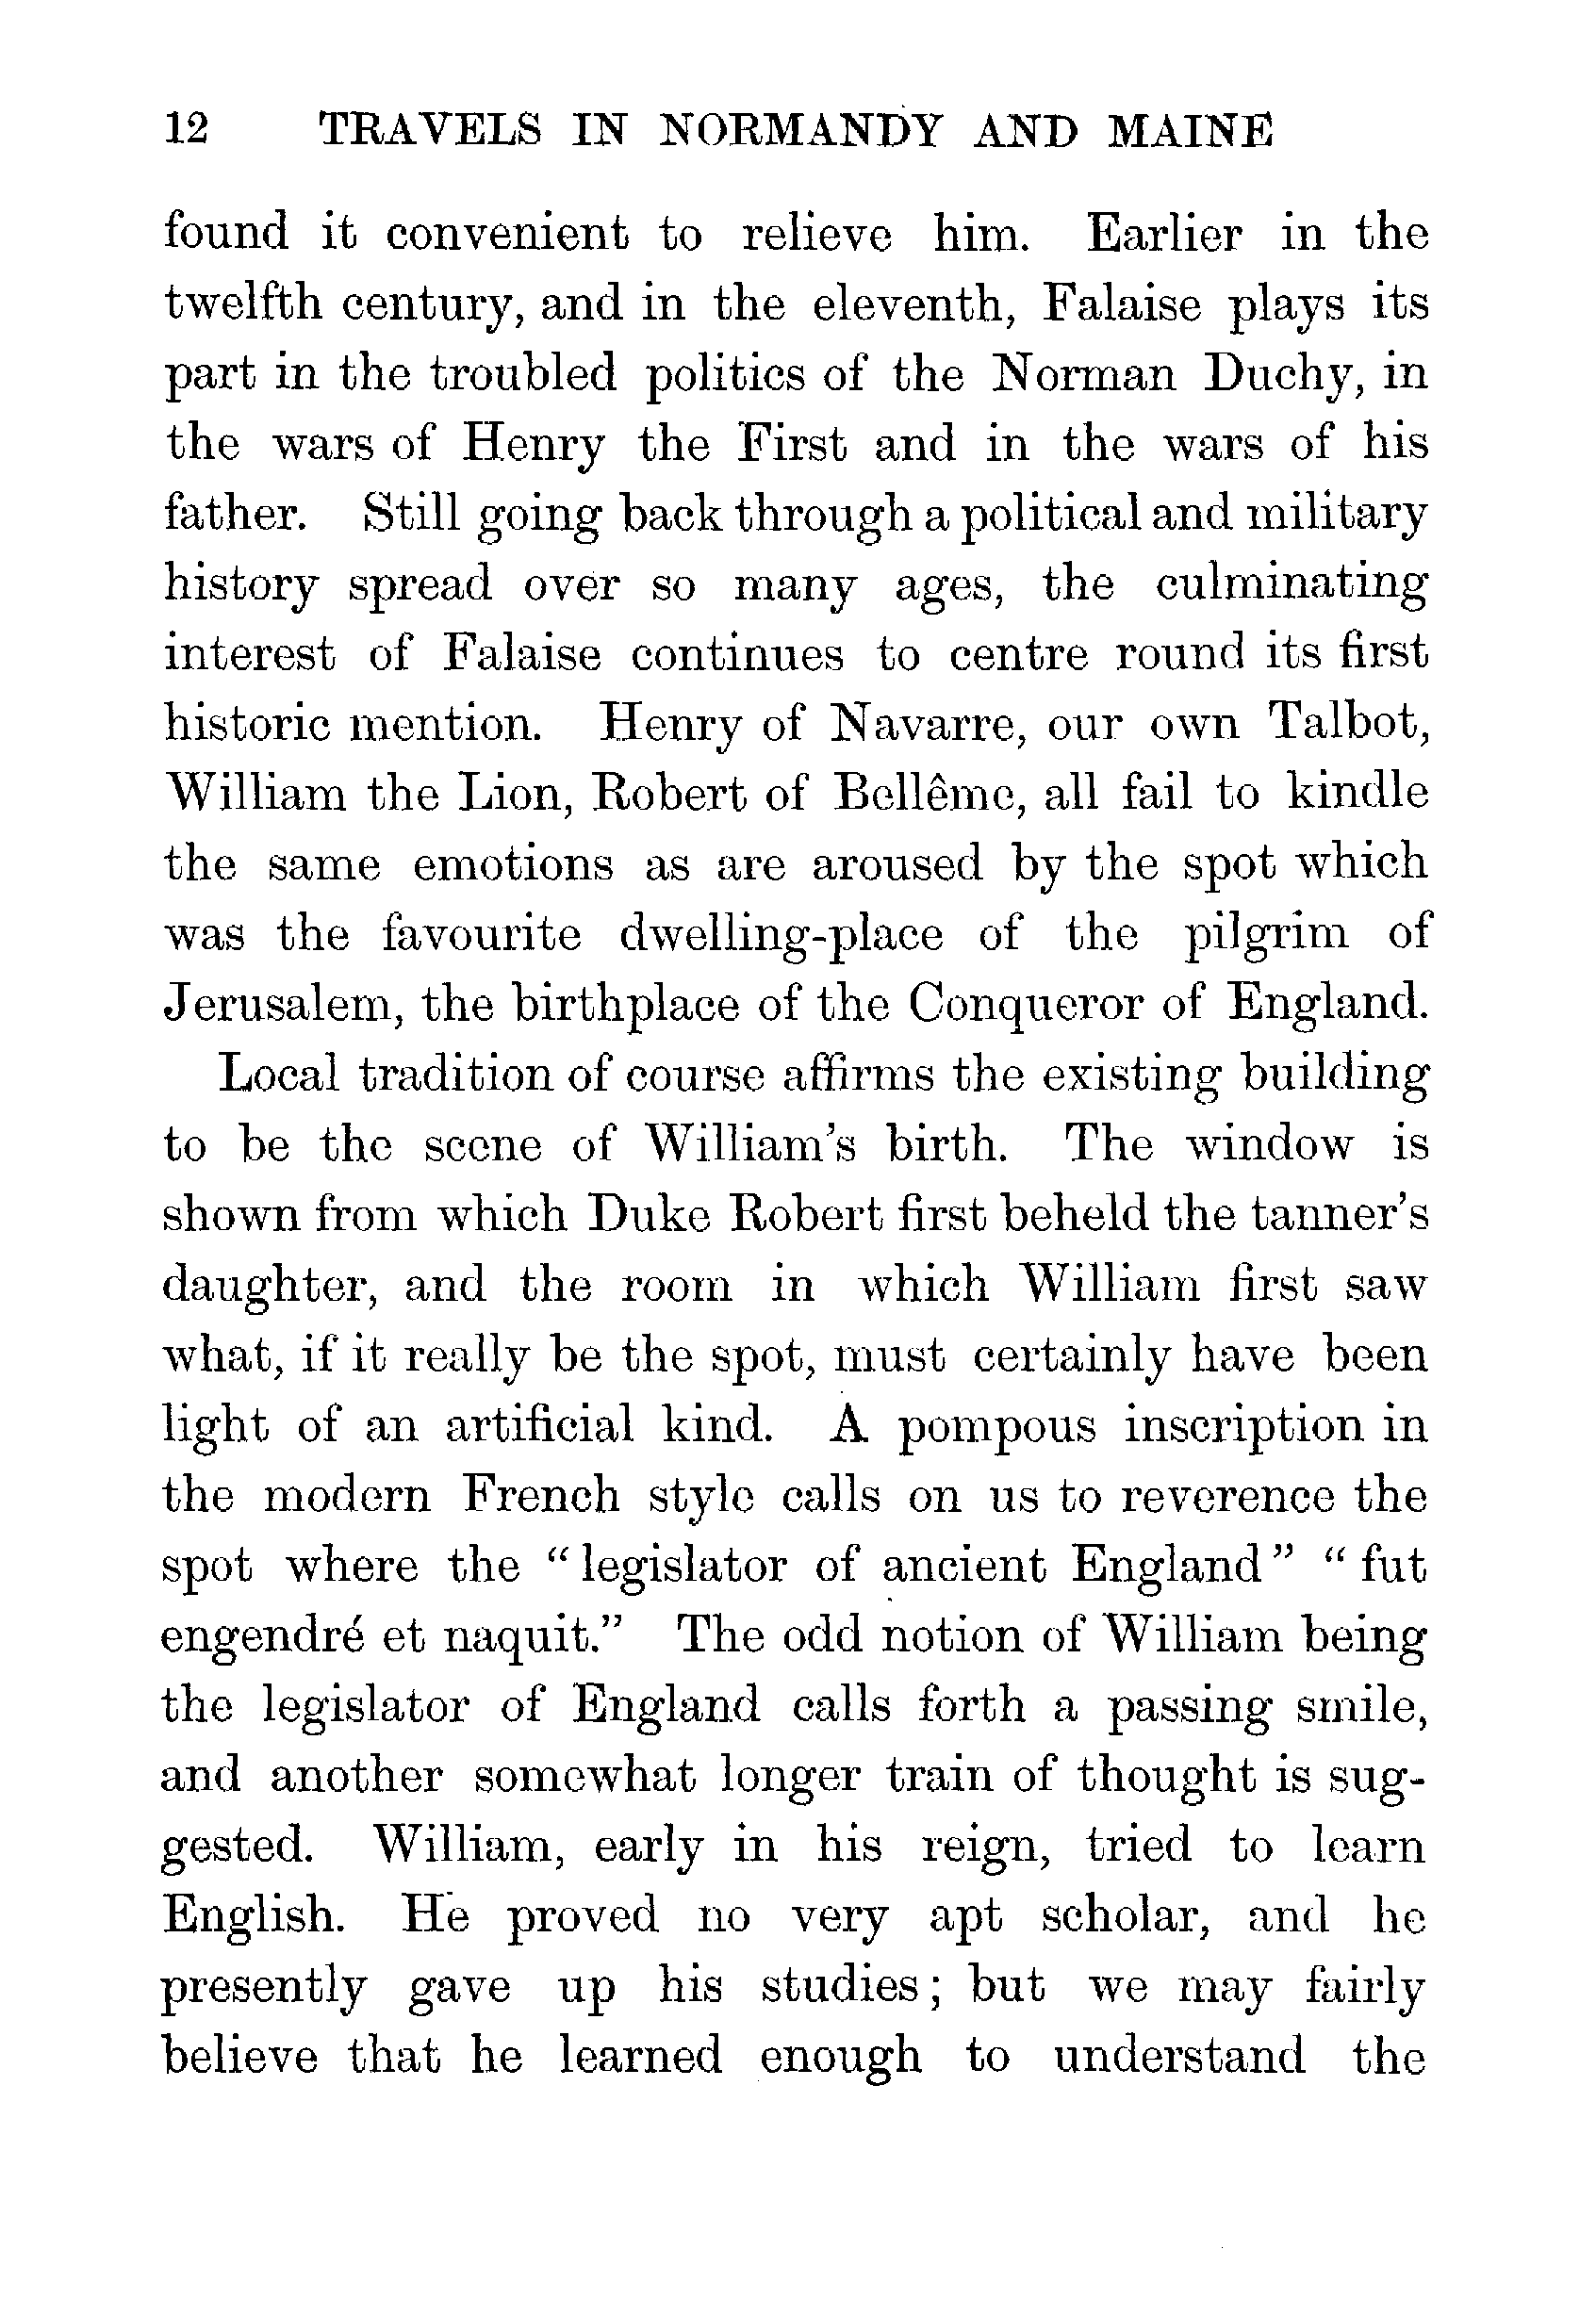 12 TRAVELS IN NORMANDY AND MAINE
found it convenient to relieve him. Earlier in the
twelfth century, and in the eleventh, Falaise plays its
part in the troubled politics of the Norman Duchy, in
the wars of Henry the First and in the wars of his
father. Still going back through a political and military
history spread over so many ages, the culminating
interest of Falaise continues to centre round its first
historic mention. Henry of Navarre, our own Talbot,
William the Lion, Robert of Bellême, all fail to kindle
the same emotions as are aroused by the spot which
was the favourite dwelling-place of the pilgrim of
Jerusalem, the birthplace of the Conqueror of England.
Local tradition of course affirms the existing building
to be the scene of William's birth. The window is
shown from which Duke Robert first beheld the tanner's
daughter, and the room in which William first saw
what, if it really be the spot, must certainly have been
light of an artificial kind. A pompous inscription in
the modern French style calls on us to reverence the
spot where the “legislator of ancient England” “fut
engendré et naquit.” The odd notion of William being
the legislator of England calls forth a passing smile,
and another somewhat longer train of thought is sug-
gested. William, early in his reign, tried to learn
English. He proved no very apt scholar, and he
presently gave up his studies; but we may fairly
believe that he learned enough to understand the